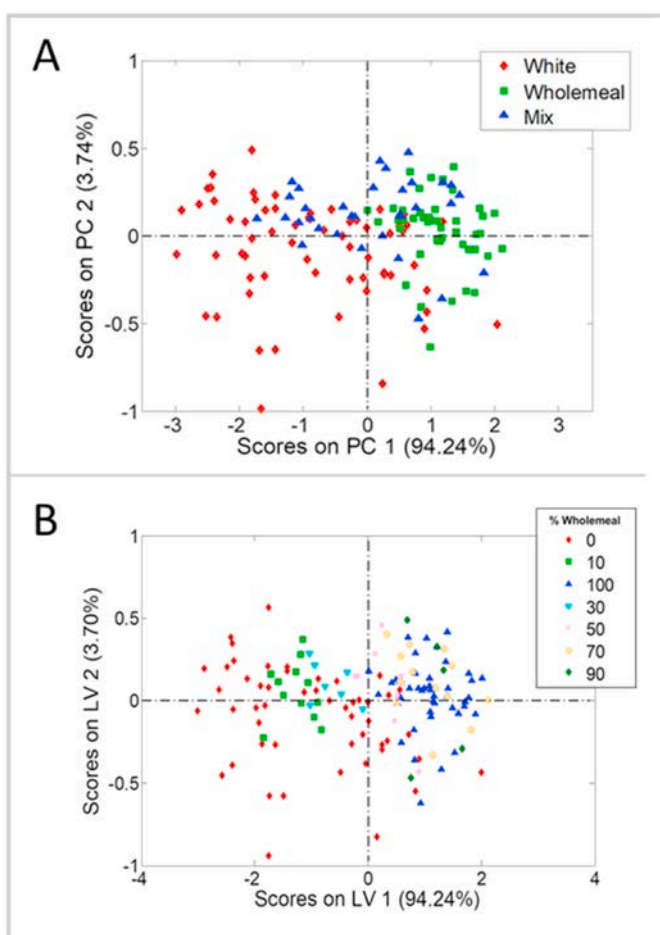 A
White
Wholemeal
Mix
1
0.5
0
-0.5
-1
Scores on PC 2 (3.74%)
-3 -2 -1 0 1 2 3
Scores on PC 1 (94.24%)
B
% Wholemeal
0
10
100
30
50
70
90
1
0.5
0
-0.5
-1
Scores on LV 2 (3.70%)
-4 -2 0 2 4
Scores on LV 1 (94.24%)